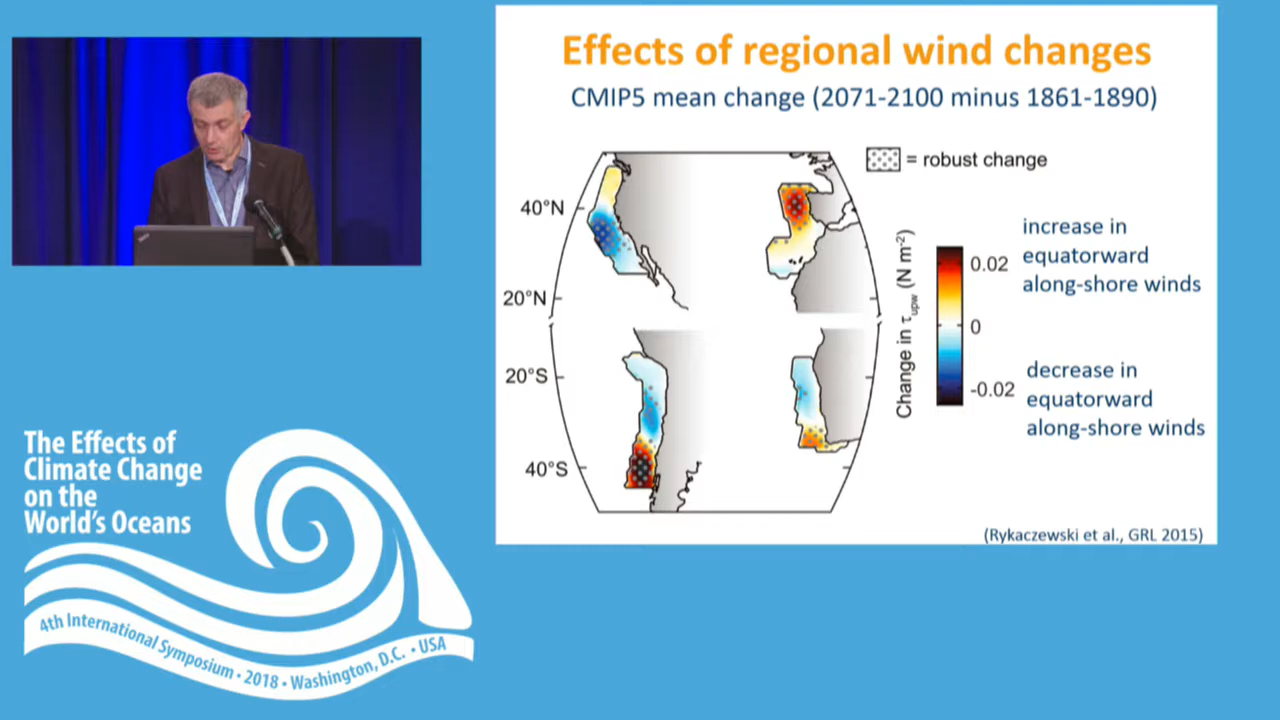 Effects of regional wind changes
CMIP5 mean change (2071-2100 minus 1861-1890)
= robust change
40°N
20°N
20°S
40°S
Change in τupw (N m-2)
0.02
0
-0.02
increase in
equatorward
along-shore winds
decrease in
equatorward
along-shore winds
(Rykaczewski et al., GRL 2015)
The Effects of
Climate Change
on the
World's Oceans
4th International Symposium • 2018 • Washington, D.C. • USA